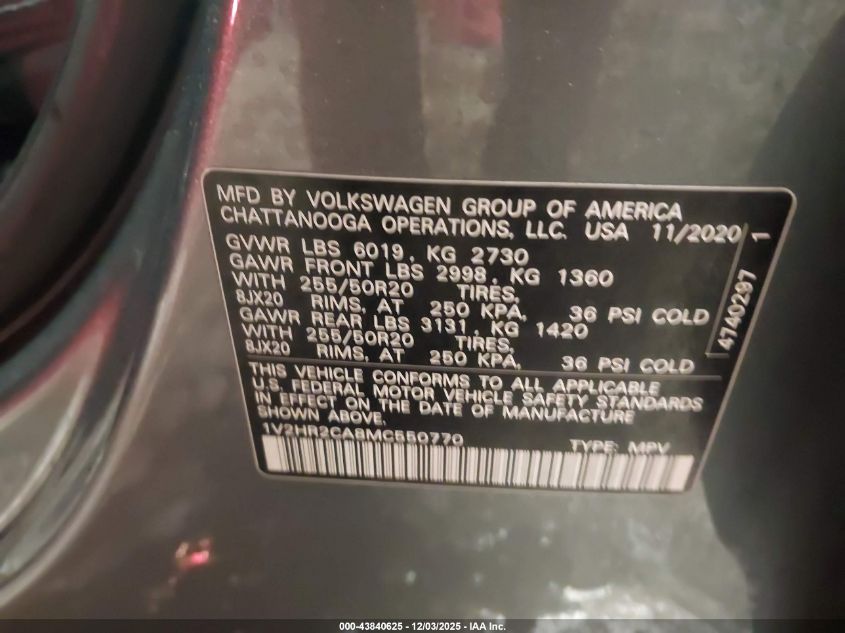 MFD BY VOLKSWAGEN GROUP OF AMERICA
CHATTANOOGA OPERATIONS, LLC. USA 11/2020 1
GVWR LBS 6019, KG 2730
GAWR FRONT LBS 2998, KG 1360
WITH 255/50R20 TIRES,
8JX20 RIMS, AT 250 KPA, 36 PSI COLD
GAWR REAR LBS 3131, KG 1420
WITH 255/50R20 TIRES,
8JX20 RIMS, AT 250 KPA, 36 PSI COLD
4740297
THIS VEHICLE CONFORMS TO ALL APPLICABLE
U.S. FEDERAL MOTOR VEHICLE SAFETY STANDARDS
IN EFFECT ON THE DATE OF MANUFACTURE
SHOWN ABOVE.
1V2HR2CA8MC550770 TYPE: MPV
000-43840625 - 12/03/2025 - IAA Inc.